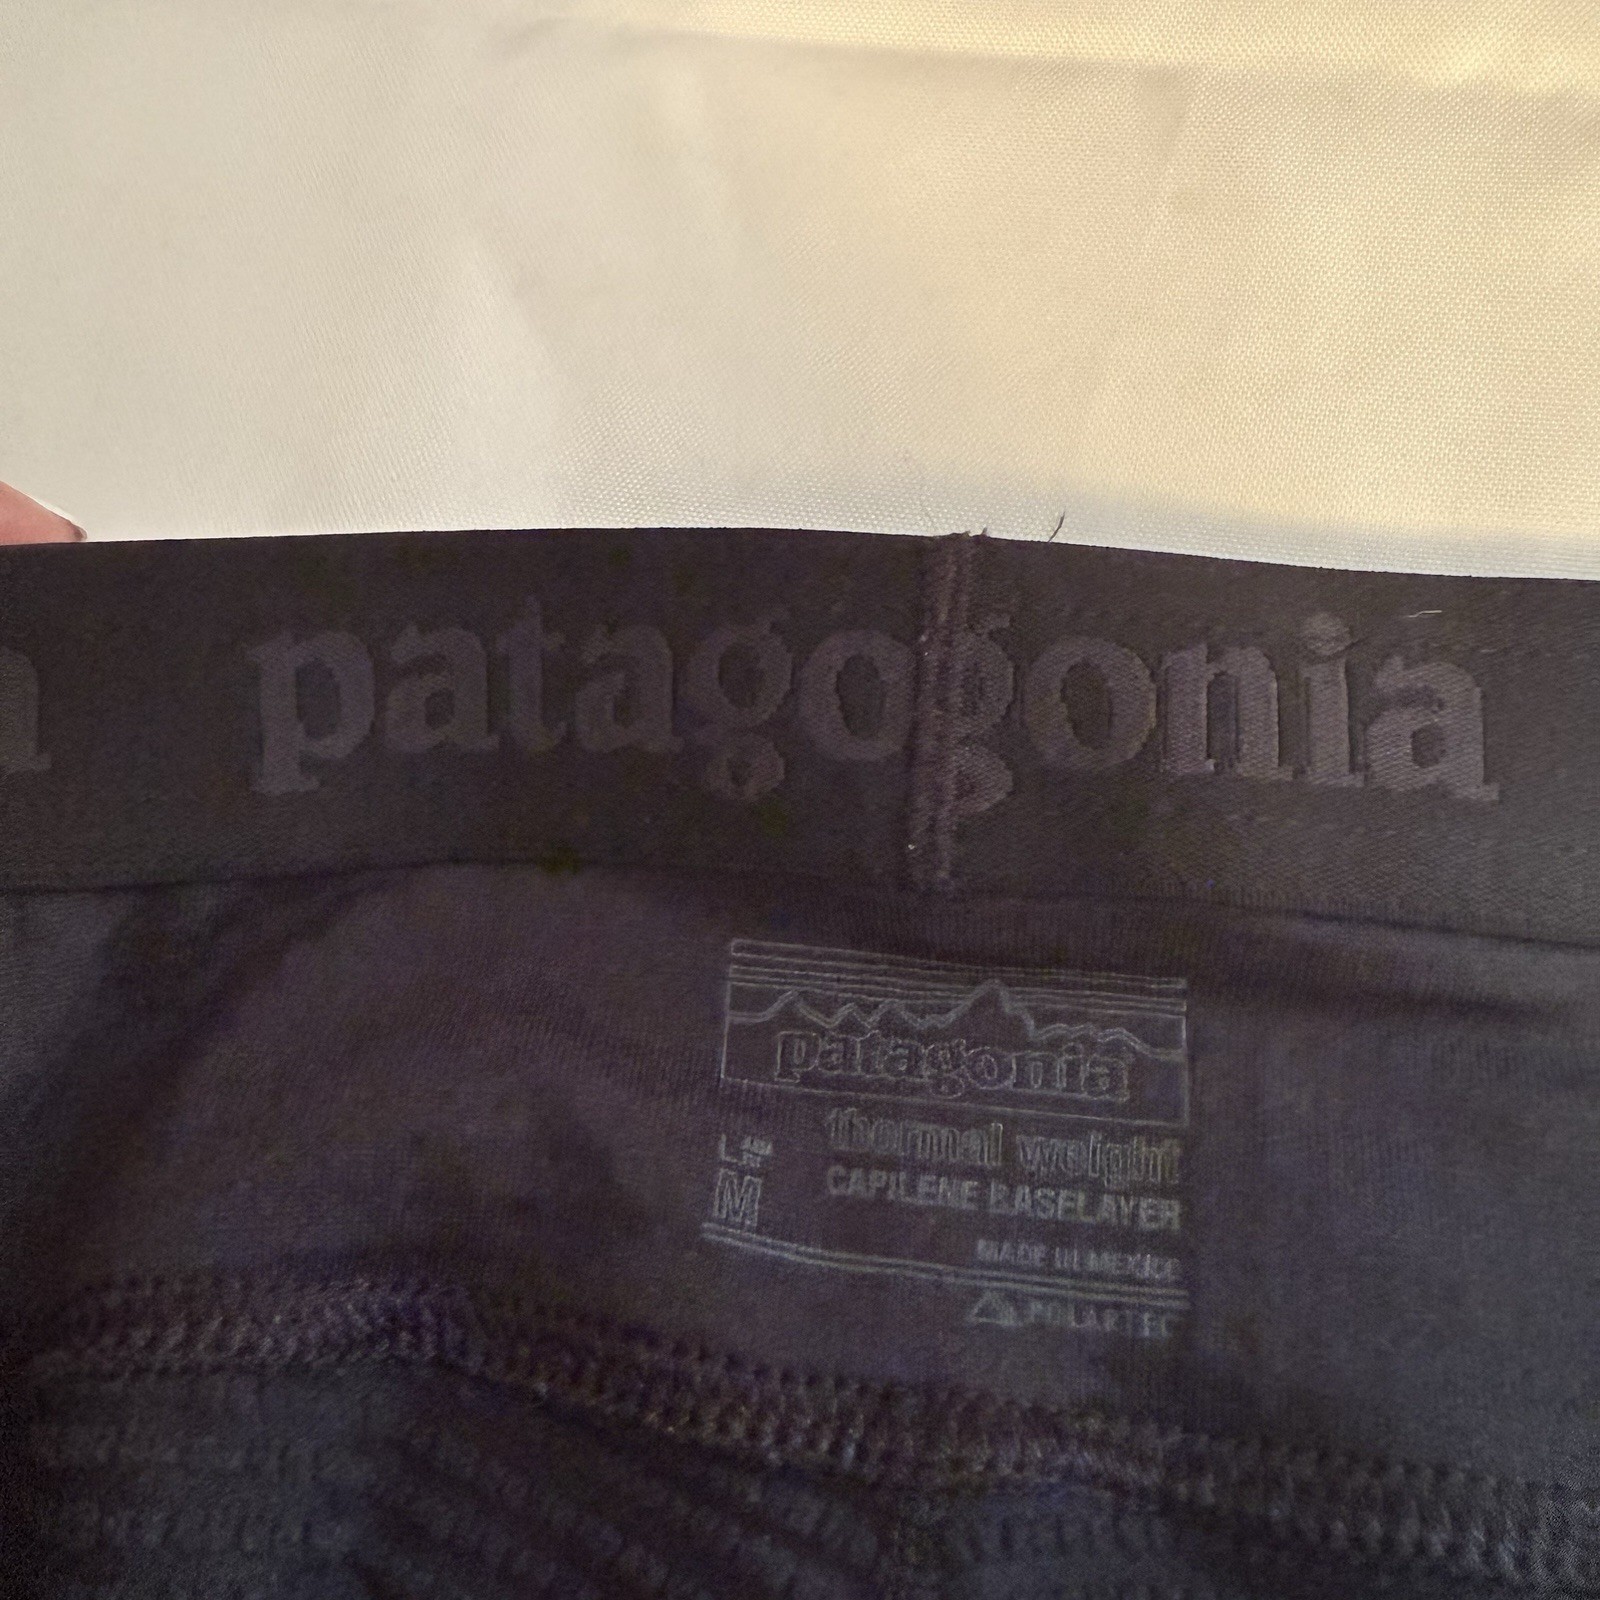 a patagonia
patagonia
thermal weight
CAPILENE BASELAYER
L
M
MADE IN MEXICO
POLARTEC